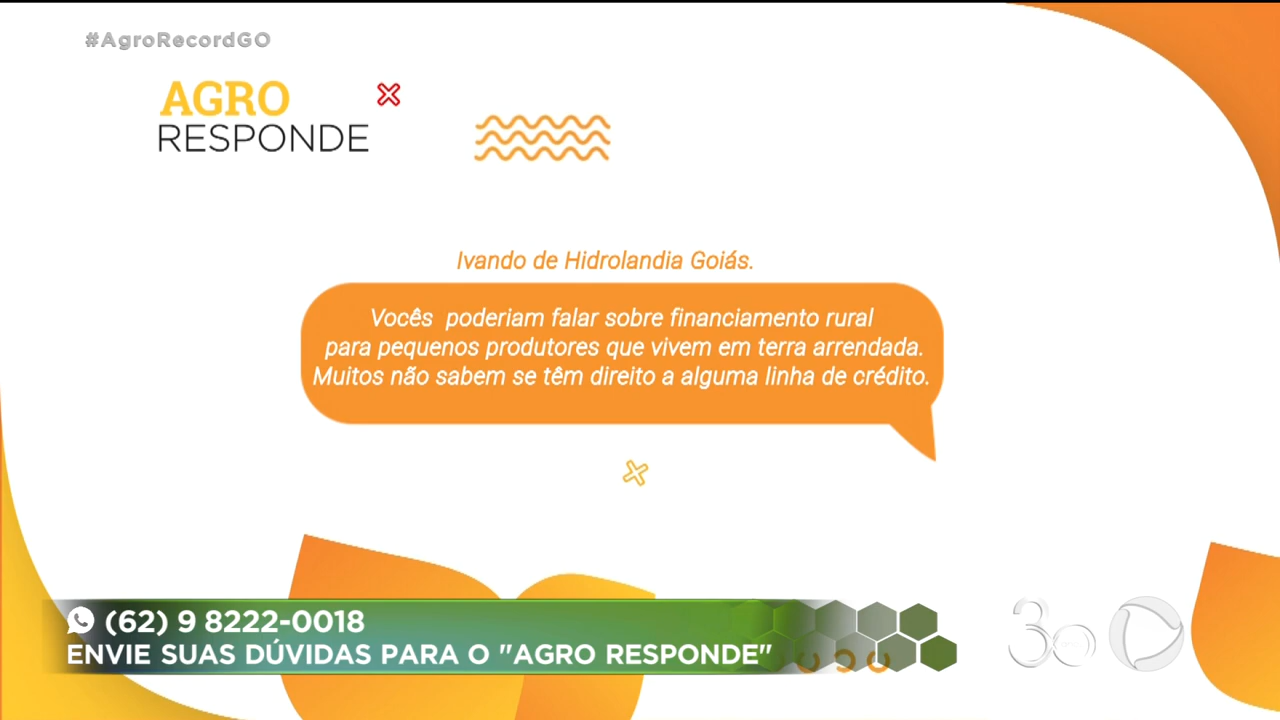 #AgroRecordGO
AGRO
RESPONDE
Ivando de Hidrolandia Goiás.
Vocês poderiam falar sobre financiamento rural
para pequenos produtores que vivem em terra arrendada.
Muitos não sabem se têm direito a alguma linha de crédito.
(62) 9 8222-0018
ENVIE SUAS DÚVIDAS PARA O "AGRO RESPONDE"
30